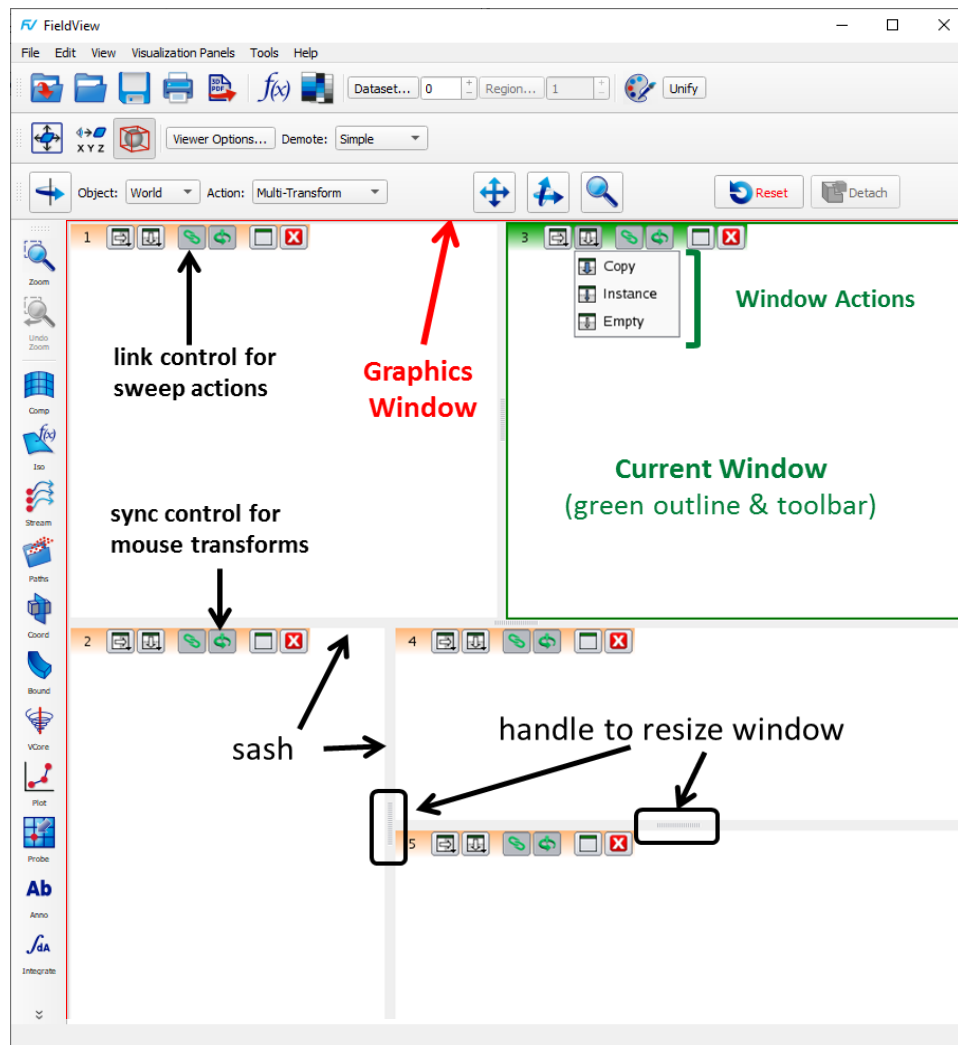 FieldView
File Edit View Visualization Panels Tools Help
3D
PDF
f(x)
Dataset... 0
Region... 1
Unify
X Y Z
Viewer Options...
Demote: Simple
Object: World
Action: Multi-Transform
Reset
Detach
Zoom
Undo
Zoom
Comp
f(x)
Iso
Stream
Paths
Coord
Bound
VCore
Plot
Probe
Ab
Anno
∫dA
Integrate
1
link control for
sweep actions
Graphics
Window
sync control for
mouse transforms
3
Copy
Instance
Empty
Window Actions
Current Window
(green outline & toolbar)
2
sash
4
handle to resize window
5